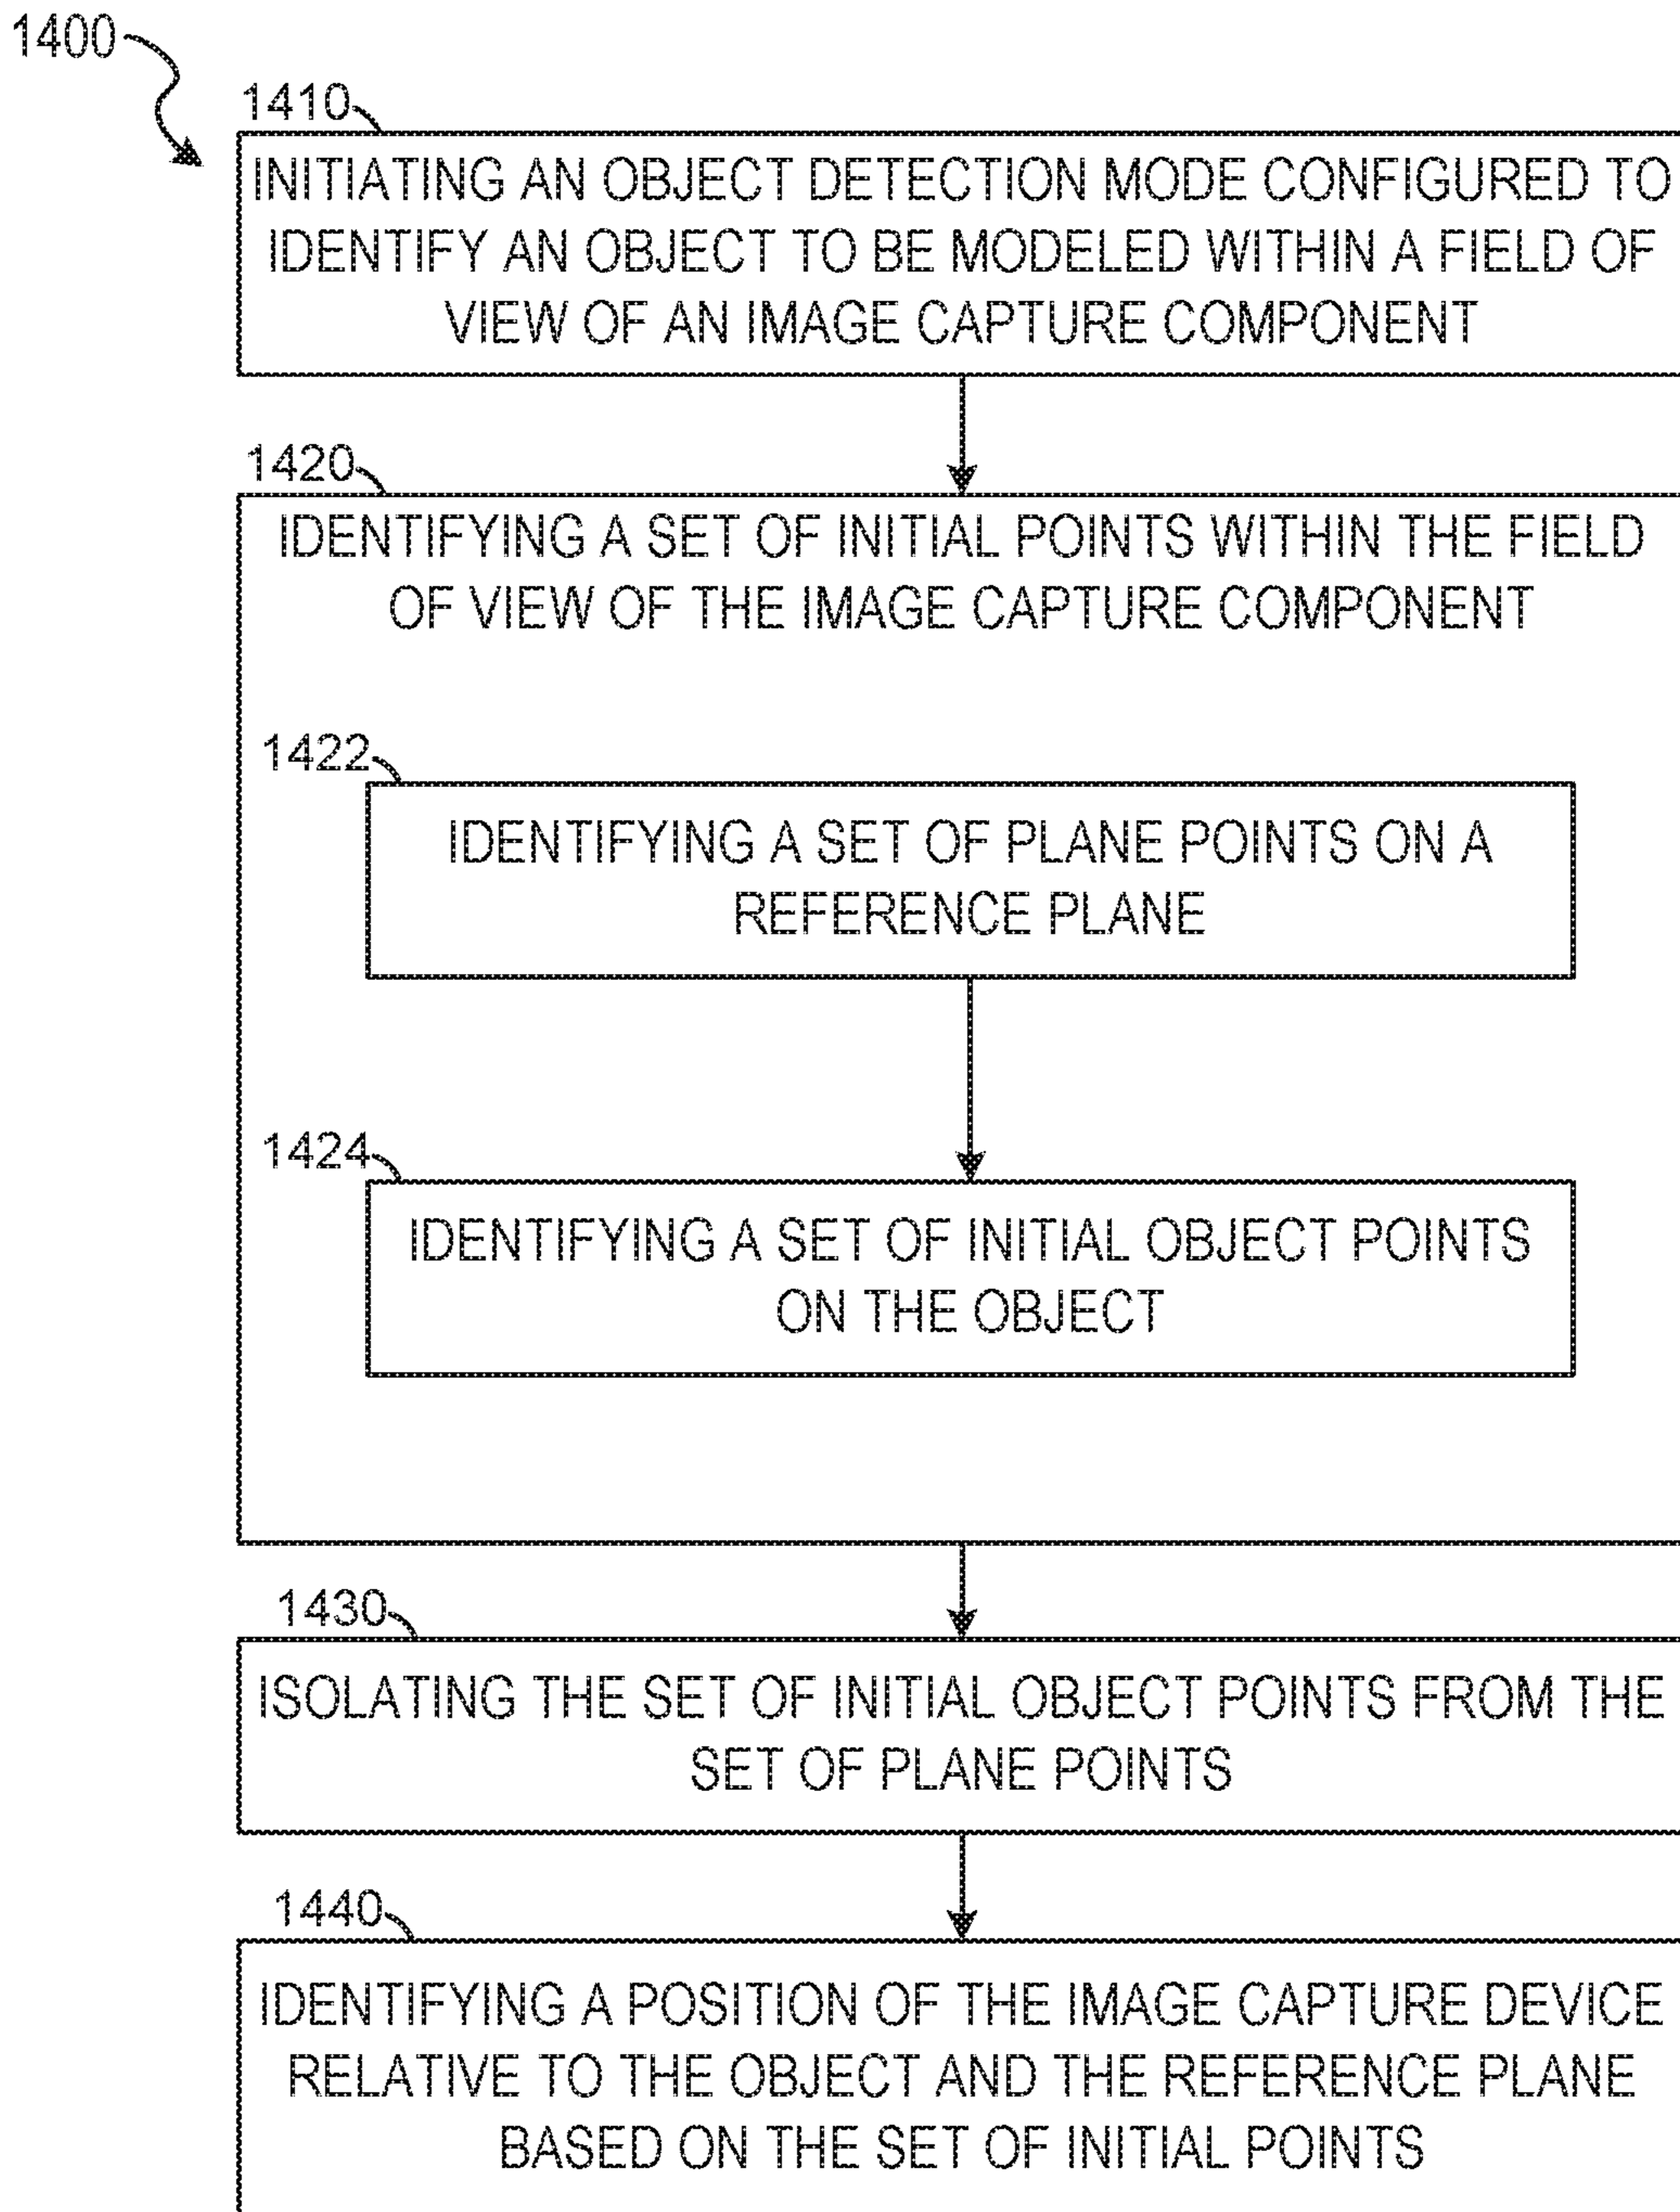 1400
1410
INITIATING AN OBJECT DETECTION MODE CONFIGURED TO
IDENTIFY AN OBJECT TO BE MODELED WITHIN A FIELD OF
VIEW OF AN IMAGE CAPTURE COMPONENT
1420
IDENTIFYING A SET OF INITIAL POINTS WITHIN THE FIELD
OF VIEW OF THE IMAGE CAPTURE COMPONENT
1422
IDENTIFYING A SET OF PLANE POINTS ON A
REFERENCE PLANE
1424
IDENTIFYING A SET OF INITIAL OBJECT POINTS
ON THE OBJECT
1430
ISOLATING THE SET OF INITIAL OBJECT POINTS FROM THE
SET OF PLANE POINTS
1440
IDENTIFYING A POSITION OF THE IMAGE CAPTURE DEVICE
RELATIVE TO THE OBJECT AND THE REFERENCE PLANE
BASED ON THE SET OF INITIAL POINTS